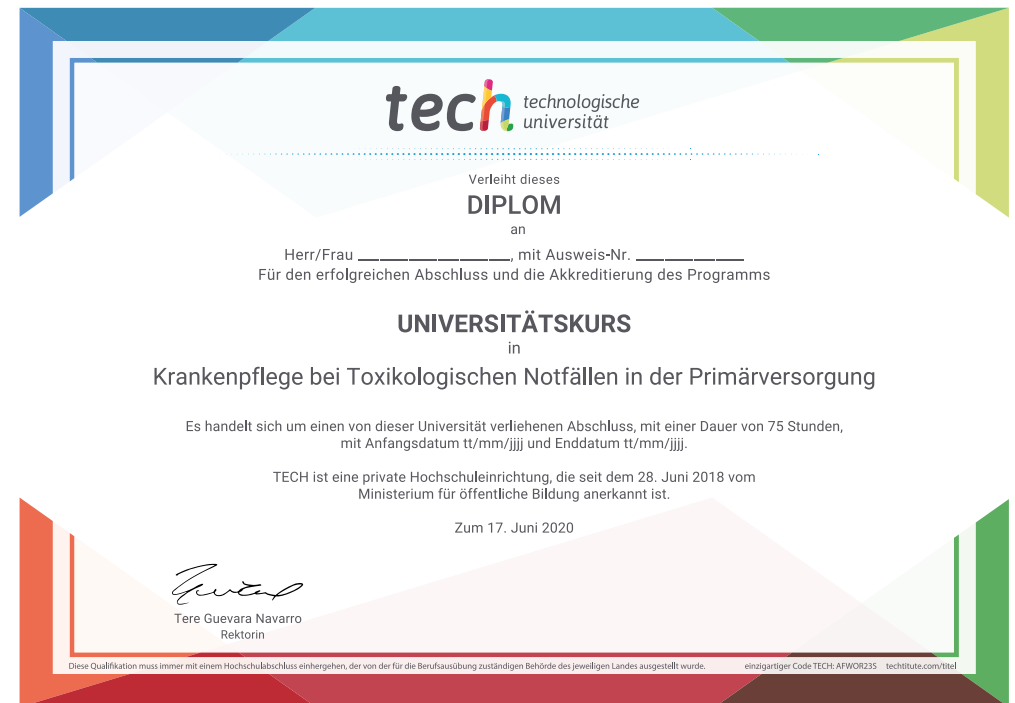 tech technologische
universität
Verleiht dieses
DIPLOM
an
Herr/Frau ________________, mit Ausweis-Nr. ____________
Für den erfolgreichen Abschluss und die Akkreditierung des Programms
UNIVERSITÄTSKURS
in
Krankenpflege bei Toxikologischen Notfällen in der Primärversorgung
Es handelt sich um einen von dieser Universität verliehenen Abschluss, mit einer Dauer von 75 Stunden,
mit Anfangsdatum tt/mm/jjjj und Enddatum tt/mm/jjjj.
TECH ist eine private Hochschuleinrichtung, die seit dem 28. Juni 2018 vom
Ministerium für öffentliche Bildung anerkannt ist.
Zum 17. Juni 2020
Tere Guevara Navarro
Rektorin
Diese Qualifikation muss immer mit einem Hochschulabschluss einhergehen, der von der für die Berufsausübung zuständigen Behörde des jeweiligen Landes ausgestellt wurde. einzigartiger Code TECH: AFWOR23S techtitute.com/titel